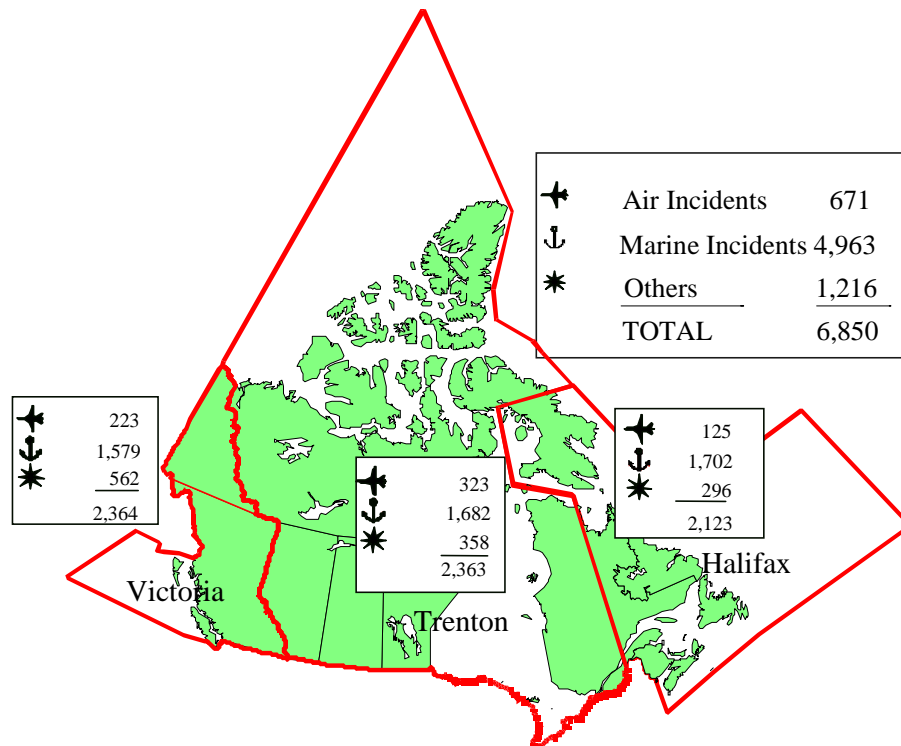 Air Incidents 671
Marine Incidents 4,963
Others 1,216
TOTAL 6,850
223
1,579
562
2,364
Victoria
323
1,682
358
2,363
Trenton
125
1,702
296
2,123
Halifax